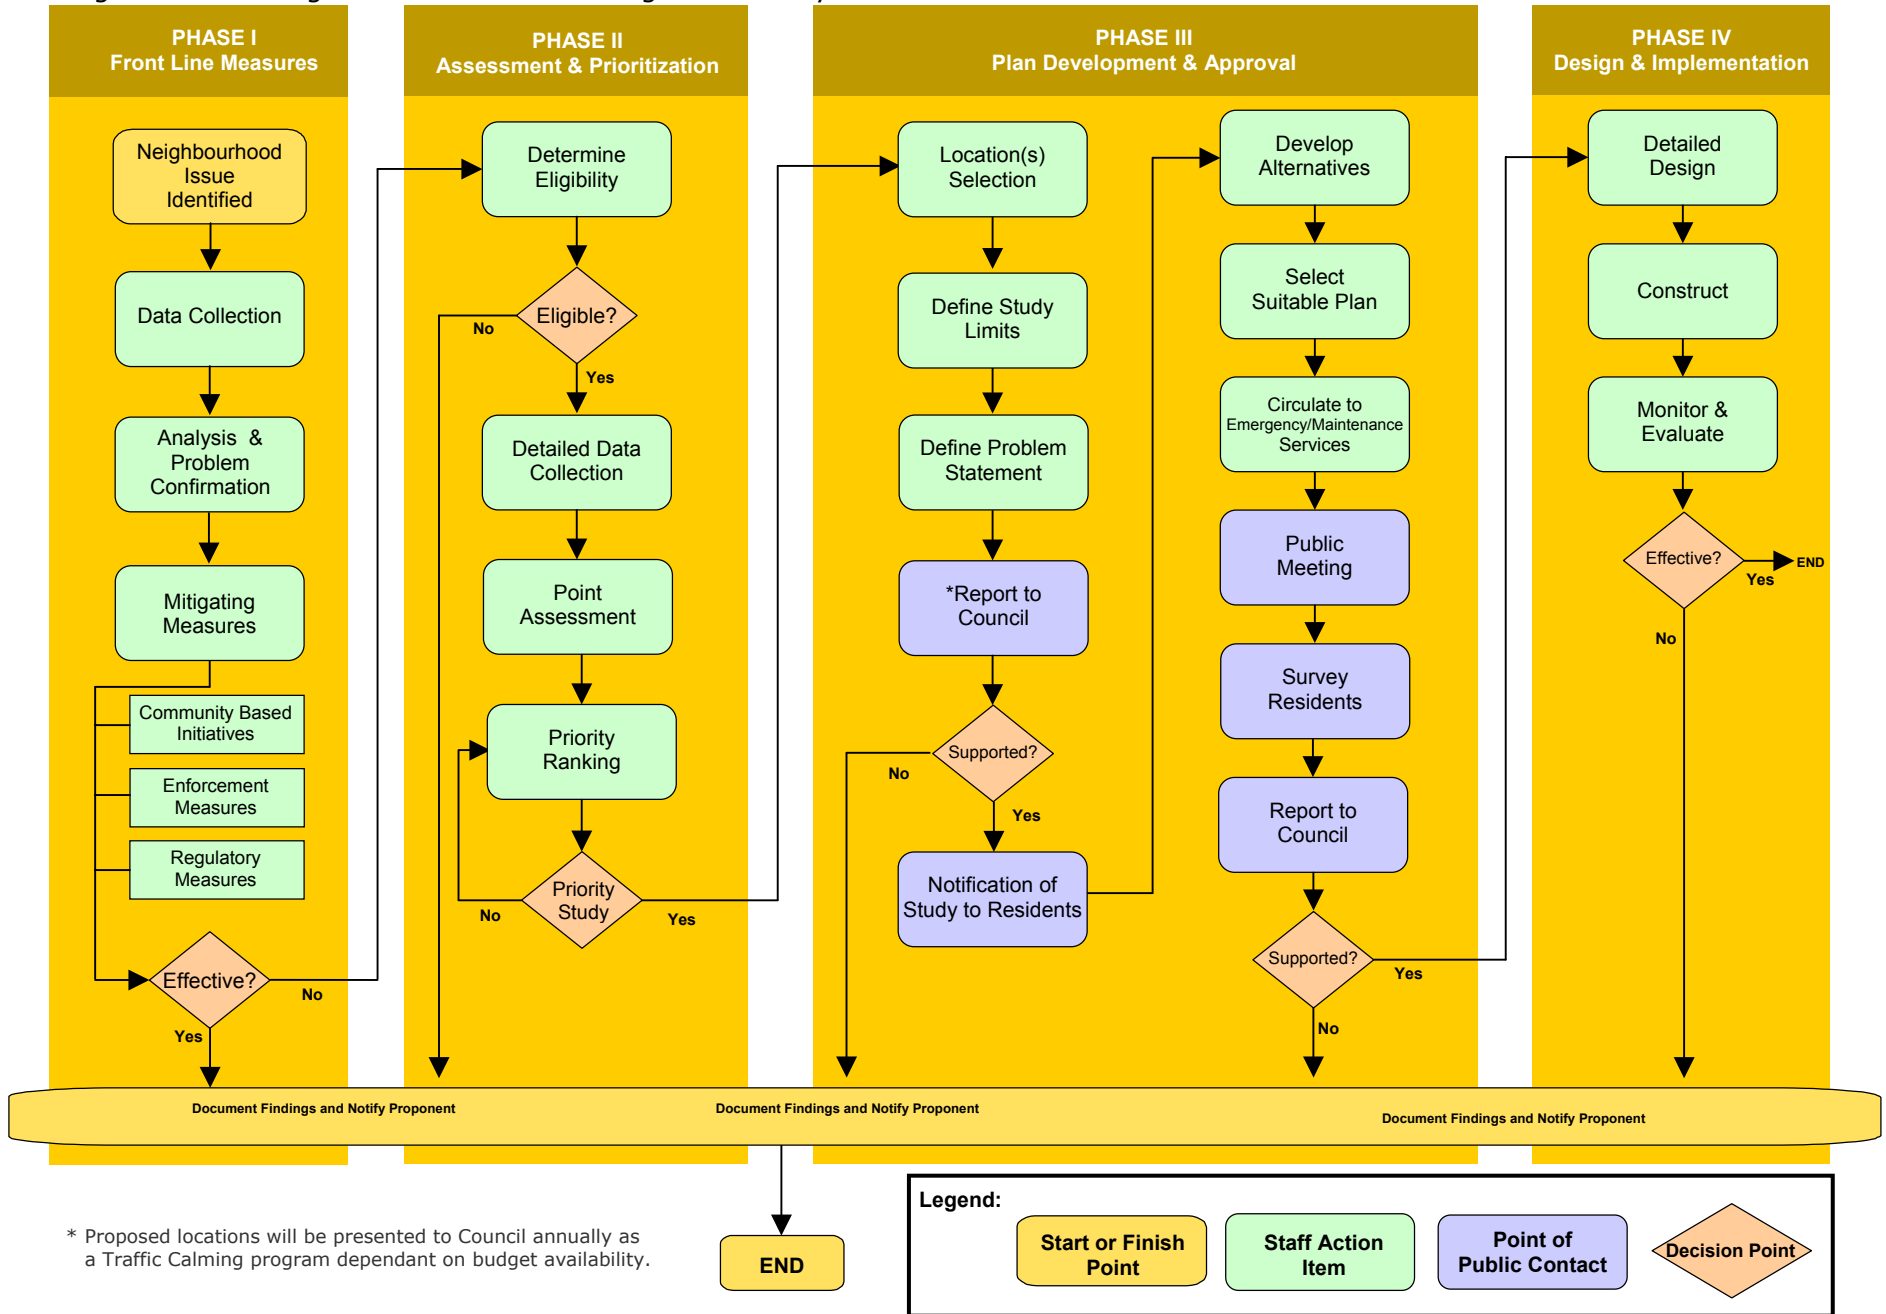 PHASE I
Front Line Measures
Neighbourhood
Issue
Identified
Data Collection
Analysis &
Problem
Confirmation
Mitigating
Measures
Community Based
Initiatives
Enforcement
Measures
Regulatory
Measures
Effective?
No
Yes
PHASE II
Assessment & Prioritization
Determine
Eligibility
Eligible?
No
Yes
Detailed Data
Collection
Point
Assessment
Priority
Ranking
Priority
Study
No
Yes
PHASE III
Plan Development & Approval
Location(s)
Selection
Define Study
Limits
Define Problem
Statement
*Report to
Council
Supported?
No
Yes
Notification of
Study to Residents
Develop
Alternatives
Select
Suitable Plan
Circulate to
Emergency/Maintenance
Services
Public
Meeting
Survey
Residents
Report to
Council
Supported?
Yes
No
PHASE IV
Design & Implementation
Detailed
Design
Construct
Monitor &
Evaluate
Effective?
Yes
END
No
Document Findings and Notify Proponent
Document Findings and Notify Proponent
Document Findings and Notify Proponent
END
* Proposed locations will be presented to Council annually as
a Traffic Calming program dependant on budget availability.
Legend:
Start or Finish
Point
Staff Action
Item
Point of
Public Contact
Decision Point